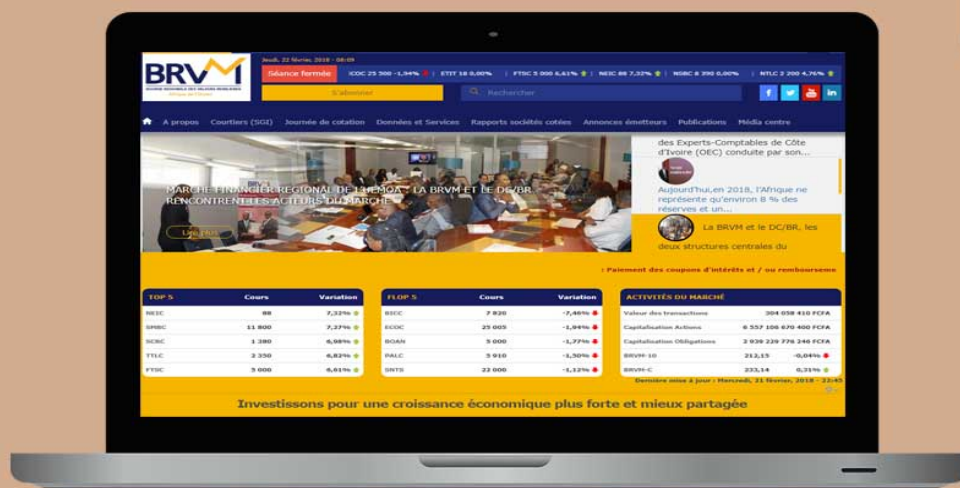 BRVM
BOURSE REGIONALE DES VALEURS MOBILIERES
Afrique de l'Ouest
Jeudi, 22 février, 2018 - 08:09
Séance fermée
25 500 -1,94% | ETIT 18 0,00% | FTSC 5 000 6,61% | NEIC 88 7,32% | NSBC 8 390 0,00% | NTLC 2 200 4,76%
S'abonner
Rechercher
A propos Courtiers (SGI) Journée de cotation Données et Services Rapports sociétés cotées Annonces émetteurs Publications Média centre
MARCHE FINANCIER REGIONAL DE L'UEMOA : LA BRVM ET LE DC/BR
RENCONTRENT LES ACTEURS DU MARCHE
Lire plus
des Experts-Comptables de Côte
d'Ivoire (OEC) conduite par son...
Aujourd'hui,en 2018, l'Afrique ne
représente qu'environ 8 % des
réserves et un...
La BRVM et le DC/BR, les
deux structures centrales du
: Paiement des coupons d'intérêts et / ou rembourseme
TOP 5 Cours Variation
NEIC 88 7,32%
SMBC 11 800 7,27%
SCRC 1 380 6,98%
TTLC 2 350 6,82%
FTSC 5 000 6,61%
FLOP 5 Cours Variation
BICC 7 820 -7,46%
ECOC 25 005 -1,94%
BOAN 5 000 -1,77%
PALC 5 910 -1,50%
SNTS 22 000 -1,12%
ACTIVITÉS DU MARCHÉ
Valeur des transactions 304 058 410 FCFA
Capitalisation Actions 6 557 106 670 400 FCFA
Capitalisation Obligations 2 939 229 776 246 FCFA
BRVM-10 212,15 -0,04%
BRVM-C 233,14 0,31%
Dernière mise à jour : Mercredi, 21 février, 2018 - 22:45
Investissons pour une croissance économique plus forte et mieux partagée